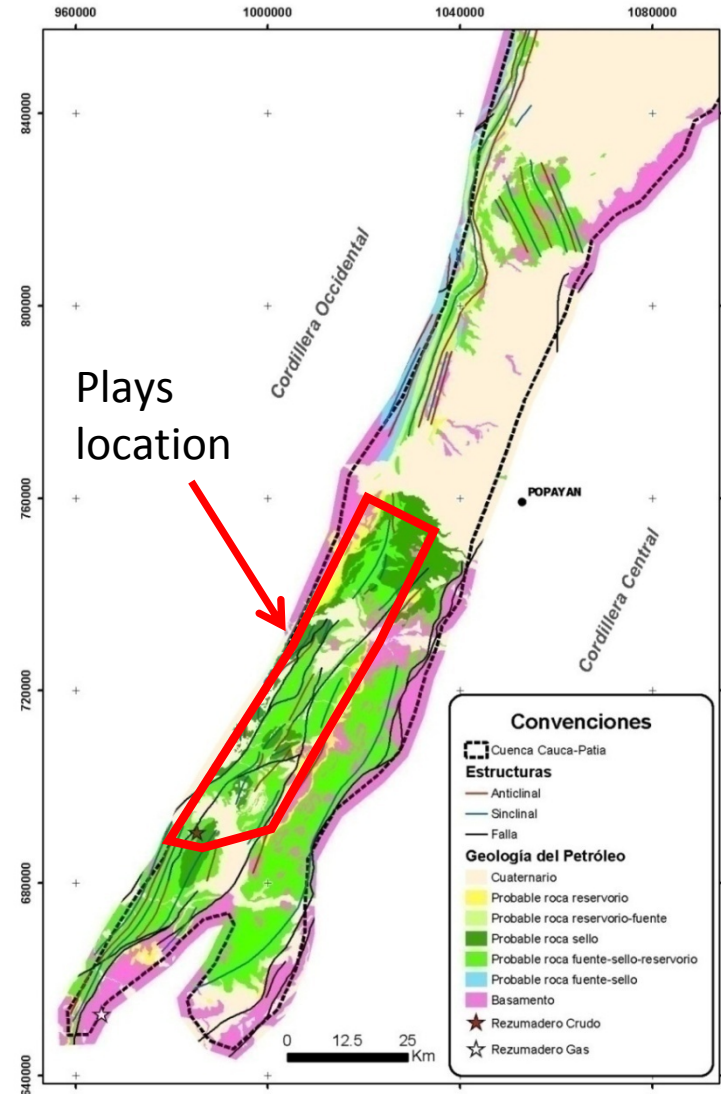 960000
1000000
1040000
1080000
840000
800000
760000
720000
680000
640000
Cordillera Occidental
Plays
location
POPAYAN
Cordillera Central
Convenciones
Cuenca Cauca-Patia
Estructuras
Anticlinal
Sinclinal
Falla
Geología del Petróleo
Cuaternario
Probable roca reservorio
Probable roca reservorio-fuente
Probable roca sello
Probable roca fuente-sello-reservorio
Probable roca fuente-sello
Basamento
Rezumadero Crudo
Rezumadero Gas
0 12.5 25
Km